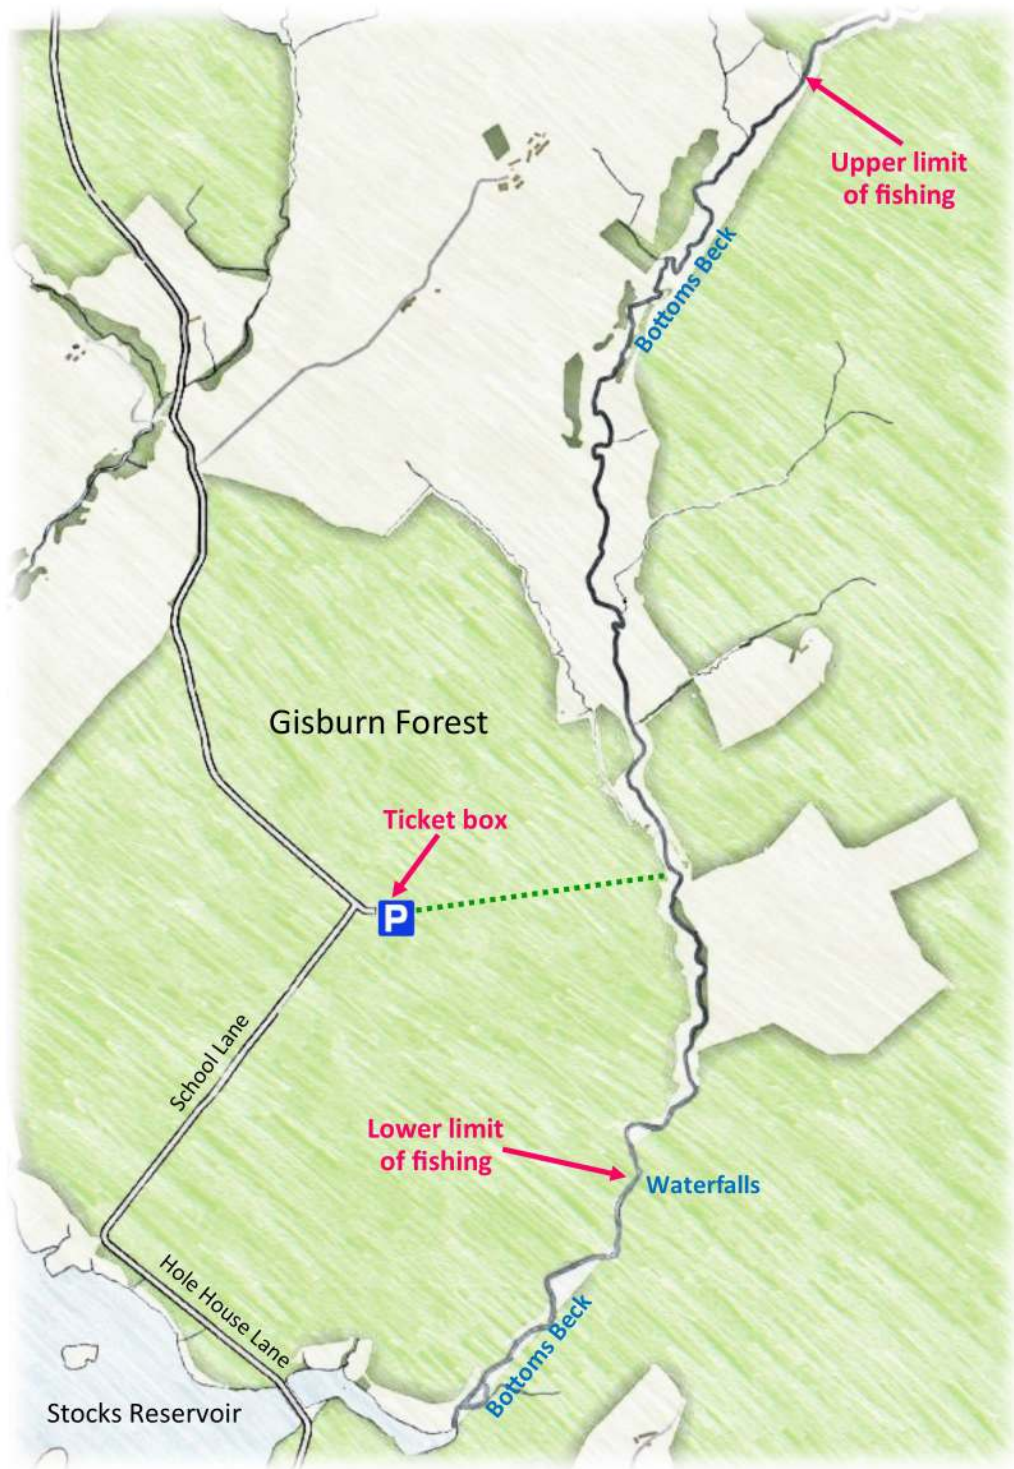 Upper limit
of fishing
Bottoms Beck
Gisburn Forest
Ticket box
P
School Lane
Lower limit
of fishing
Waterfalls
Hole House Lane
Bottoms Beck
Stocks Reservoir